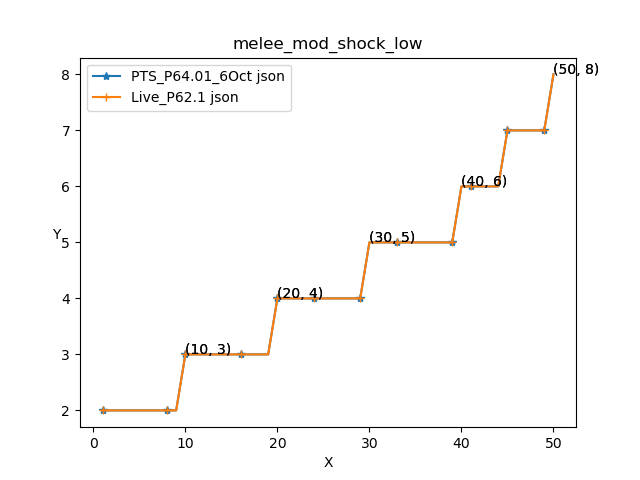 melee_mod_shock_low
PTS_P64.01_6Oct json
Live_P62.1 json
(50, 8)
(40, 6)
(30, 5)
(20, 4)
(10, 3)
8
7
6
5
4
3
2
Y
0 10 20 30 40 50
X